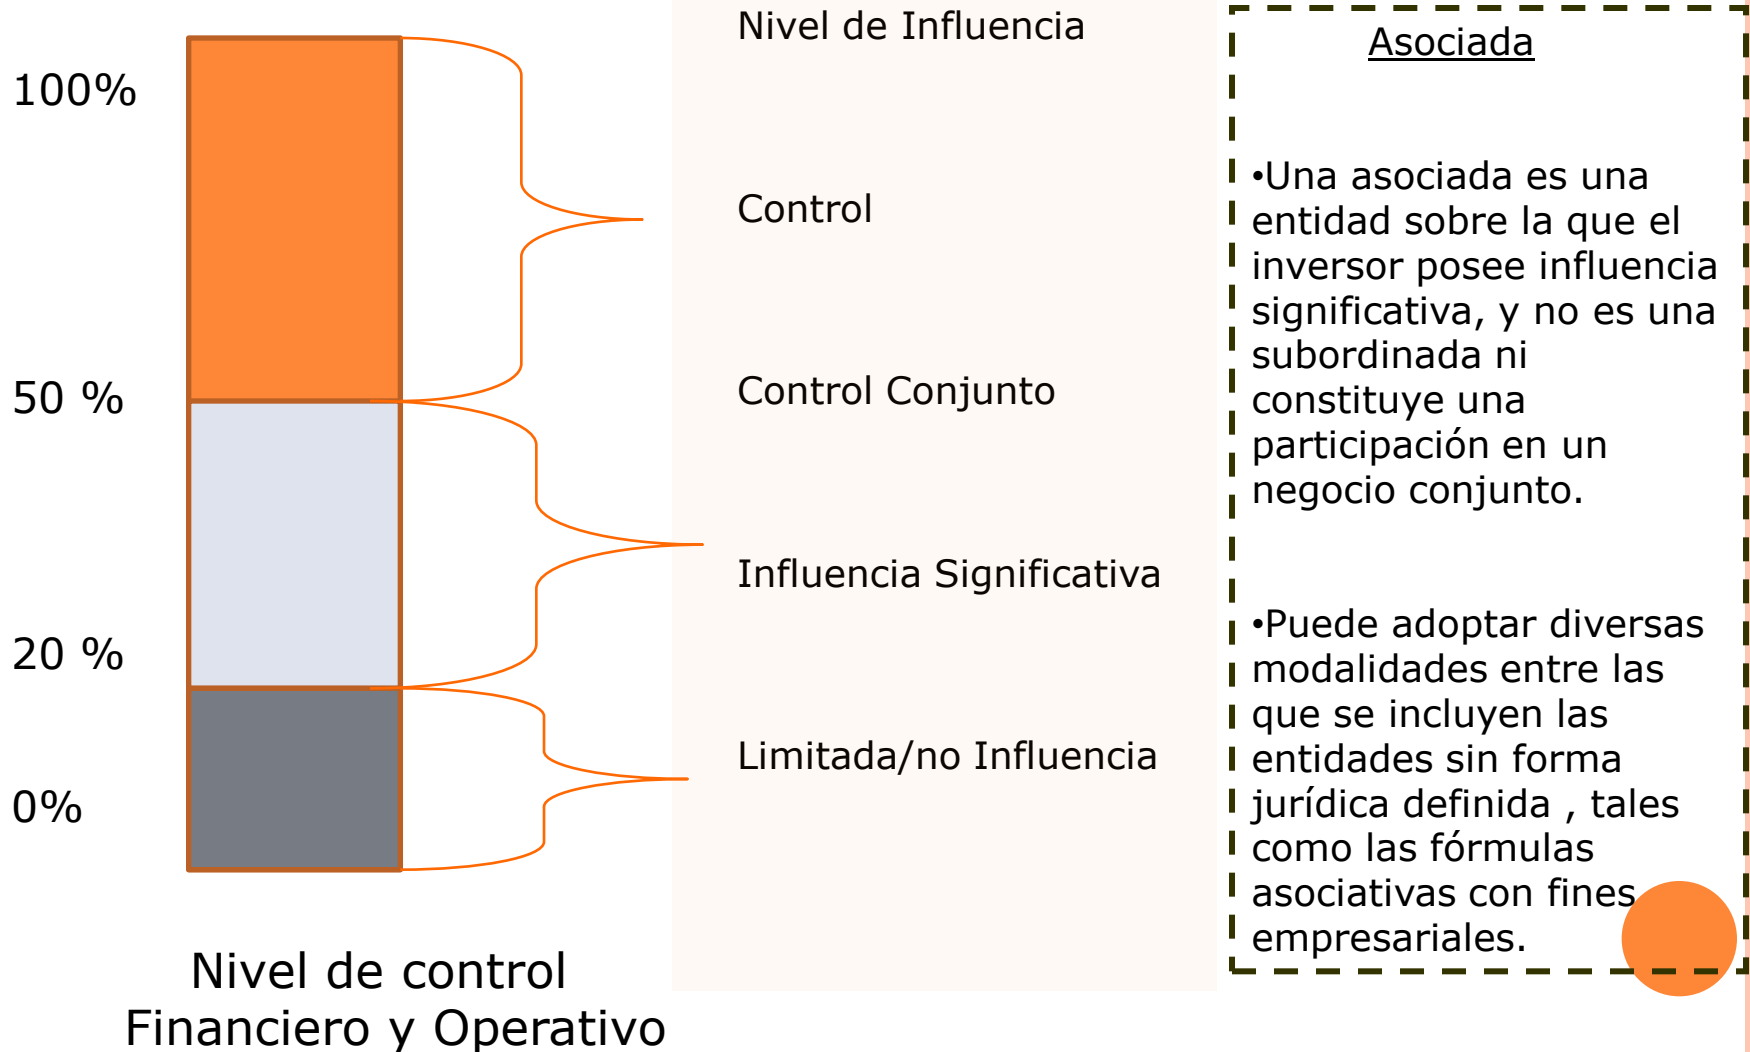 100%
50 %
20 %
0%
Nivel de control
Financiero y Operativo
Nivel de Influencia
Control
Control Conjunto
Influencia Significativa
Limitada/no Influencia
Asociada
•Una asociada es una
entidad sobre la que el
inversor posee influencia
significativa, y no es una
subordinada ni
constituye una
participación en un
negocio conjunto.
•Puede adoptar diversas
modalidades entre las
que se incluyen las
entidades sin forma
jurídica definida , tales
como las fórmulas
asociativas con fines
empresariales.